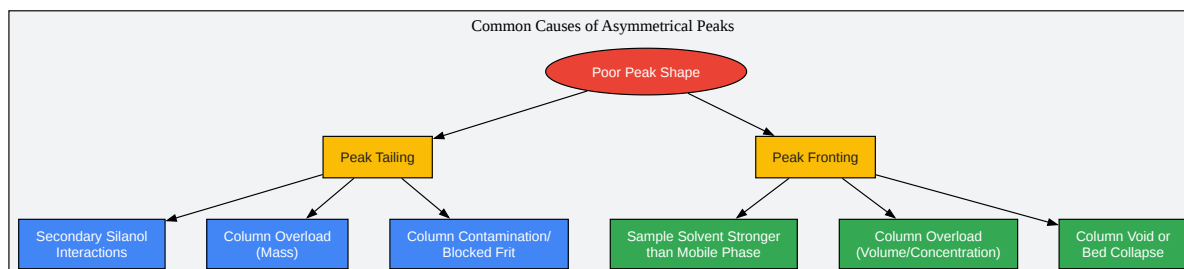 Common Causes of Asymmetrical Peaks
Poor Peak Shape
Peak Tailing
Peak Fronting
Secondary Silanol
Interactions
Column Overload
(Mass)
Column Contamination/
Blocked Frit
Sample Solvent Stronger
than Mobile Phase
Column Overload
(Volume/Concentration)
Column Void or
Bed Collapse